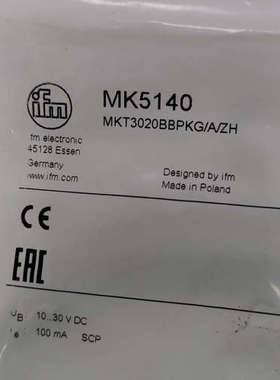 ifm
MK5140
MKT3020BBPKG/A/ZH
ifm electronic
45128 Essen
Germany
www.ifm.com
Designed by ifm
Made in Poland
CE
EAC
UB 10...30 V DC
100 mA SCP